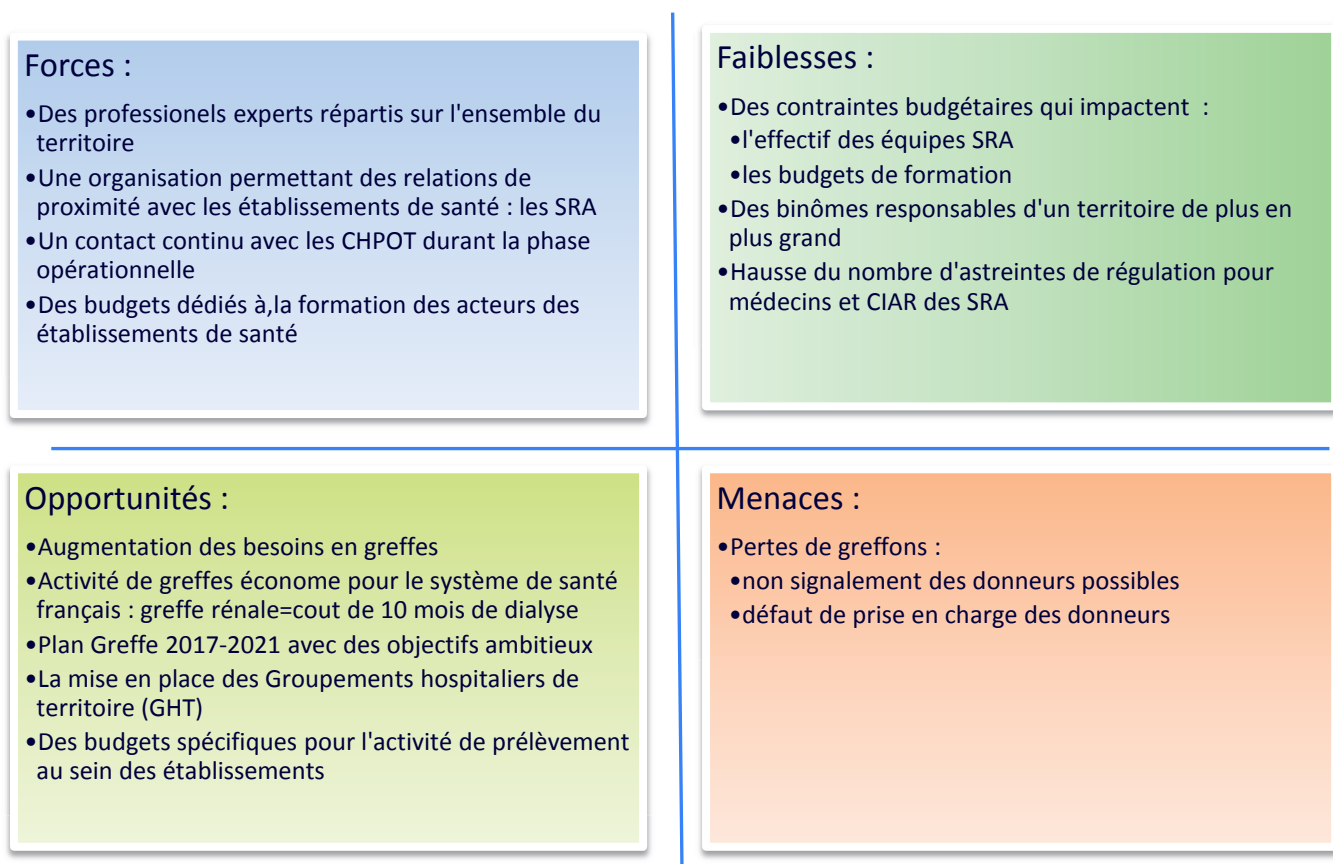 Forces :
•Des professionels experts répartis sur l'ensemble du
territoire
•Une organisation permettant des relations de
proximité avec les établissements de santé : les SRA
•Un contact continu avec les CHPOT durant la phase
opérationnelle
•Des budgets dédiés à,la formation des acteurs des
établissements de santé
Faiblesses :
•Des contraintes budgétaires qui impactent  :
•l'effectif des équipes SRA
•les budgets de formation
•Des binômes responsables d'un territoire de plus en
plus grand
•Hausse du nombre d'astreintes de régulation pour
médecins et CIAR des SRA
Opportunités :
•Augmentation des besoins en greffes
•Activité de greffes économe pour le système de santé
français : greffe rénale=cout de 10 mois de dialyse
•Plan Greffe 2017-2021 avec des objectifs ambitieux
•La mise en place des Groupements hospitaliers de
territoire (GHT)
•Des budgets spécifiques pour l'activité de prélèvement
au sein des établissements
Menaces :
•Pertes de greffons :
•non signalement des donneurs possibles
•défaut de prise en charge des donneurs